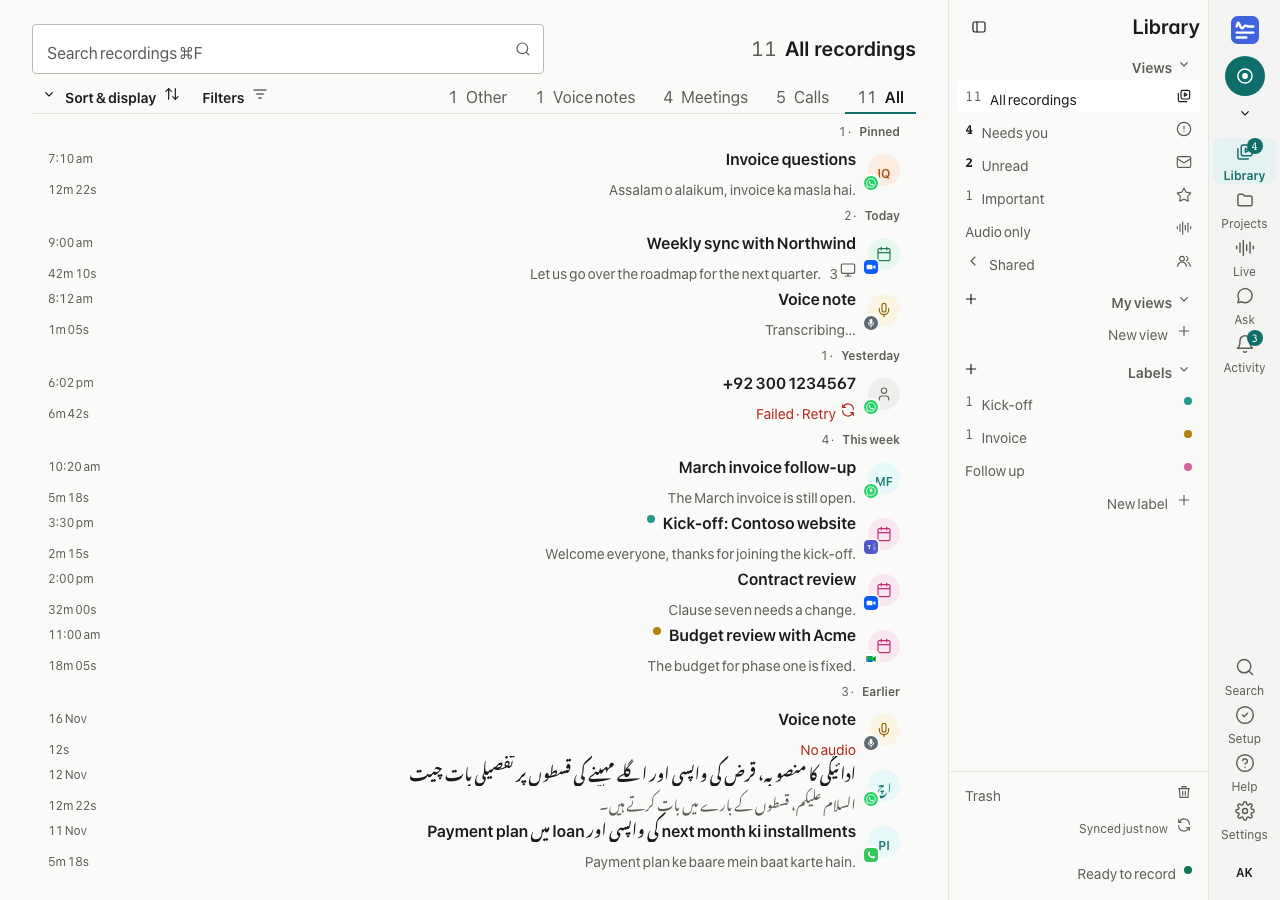 Library
Views
All recordings 11
Needs you 4
Unread 2
Important 1
Audio only
Shared
My views
New view
Labels
Kick-off 1
Invoice 1
Follow up
New label
Trash
Synced just now
Ready to record
4
Library
Projects
Live
Ask
3
Activity
Search
Setup
Help
Settings
AK
All recordings 11
Search recordings ⌘F
All 11
Calls 5
Meetings 4
Voice notes 1
Other 1
Filters
Sort & display
Pinned · 1
IQ
Invoice questions
7:10 am
Assalam o alaikum, invoice ka masla hai.
12m 22s
Today · 2
Weekly sync with Northwind
9:00 am
3 Let us go over the roadmap for the next quarter.
42m 10s
Voice note
8:12 am
Transcribing…
1m 05s
Yesterday · 1
+92 300 1234567
6:02 pm
Failed · Retry
6m 42s
This week · 4
MF
March invoice follow-up
10:20 am
The March invoice is still open.
5m 18s
Kick-off: Contoso website
3:30 pm
Welcome everyone, thanks for joining the kick-off.
2m 15s
Contract review
2:00 pm
Clause seven needs a change.
32m 00s
Budget review with Acme
11:00 am
The budget for phase one is fixed.
18m 05s
Earlier · 3
Voice note
16 Nov
No audio
12s
اچ
ادائیگی کا منصوبہ، قرض کی واپسی اور اگلے مہینے کی قسطوں پر تفصیلی بات چیت
12 Nov
السلام علیکم، قسطوں کے بارے میں بات کرتے ہیں۔
12m 22s
PI
Payment plan میں loan کی واپسی اور next month ki installments
11 Nov
Payment plan ke baare mein baat karte hain.
5m 18s